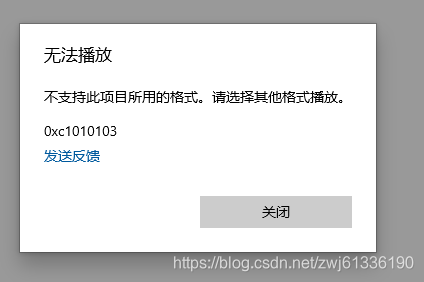 无法播放
不支持此项目所用的格式。请选择其他格式播放。
0xc1010103
发送反馈
关闭
https://blog.csdn.net/zwj61336190